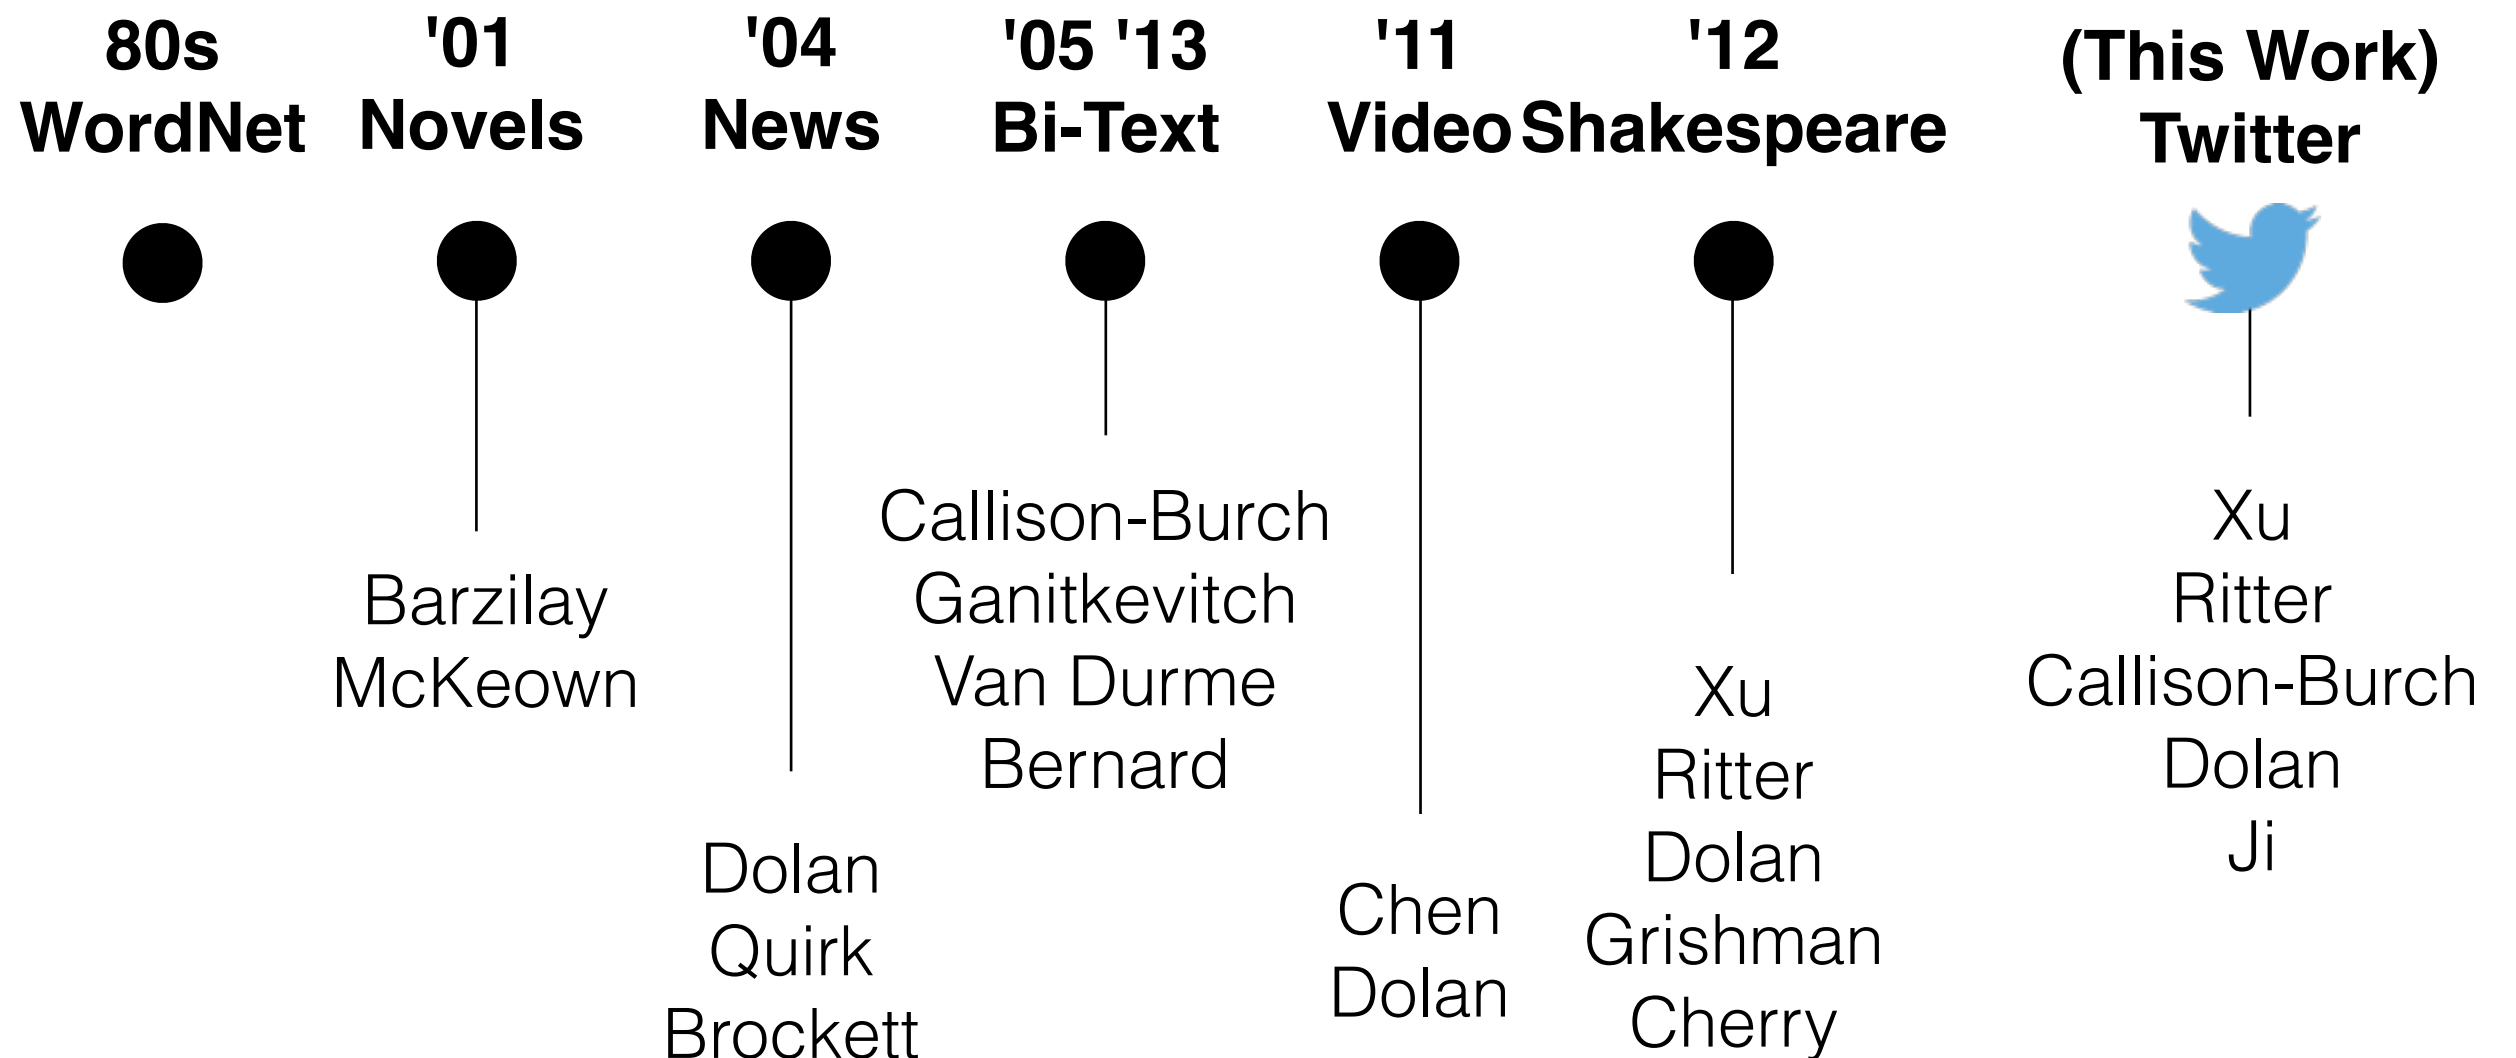 80s
WordNet
'01
Novels
'04
News
'05 '13
Bi-Text
'11
Video
'12
Shakespeare
(This Work)
Twitter
Barzilay
McKeown
Dolan
Quirk
Brockett
Callison-Burch
Ganitkevitch
Van Durme
Bernard
Chen
Dolan
Xu
Ritter
Dolan
Grishman
Cherry
Xu
Ritter
Callison-Burch
Dolan
Ji